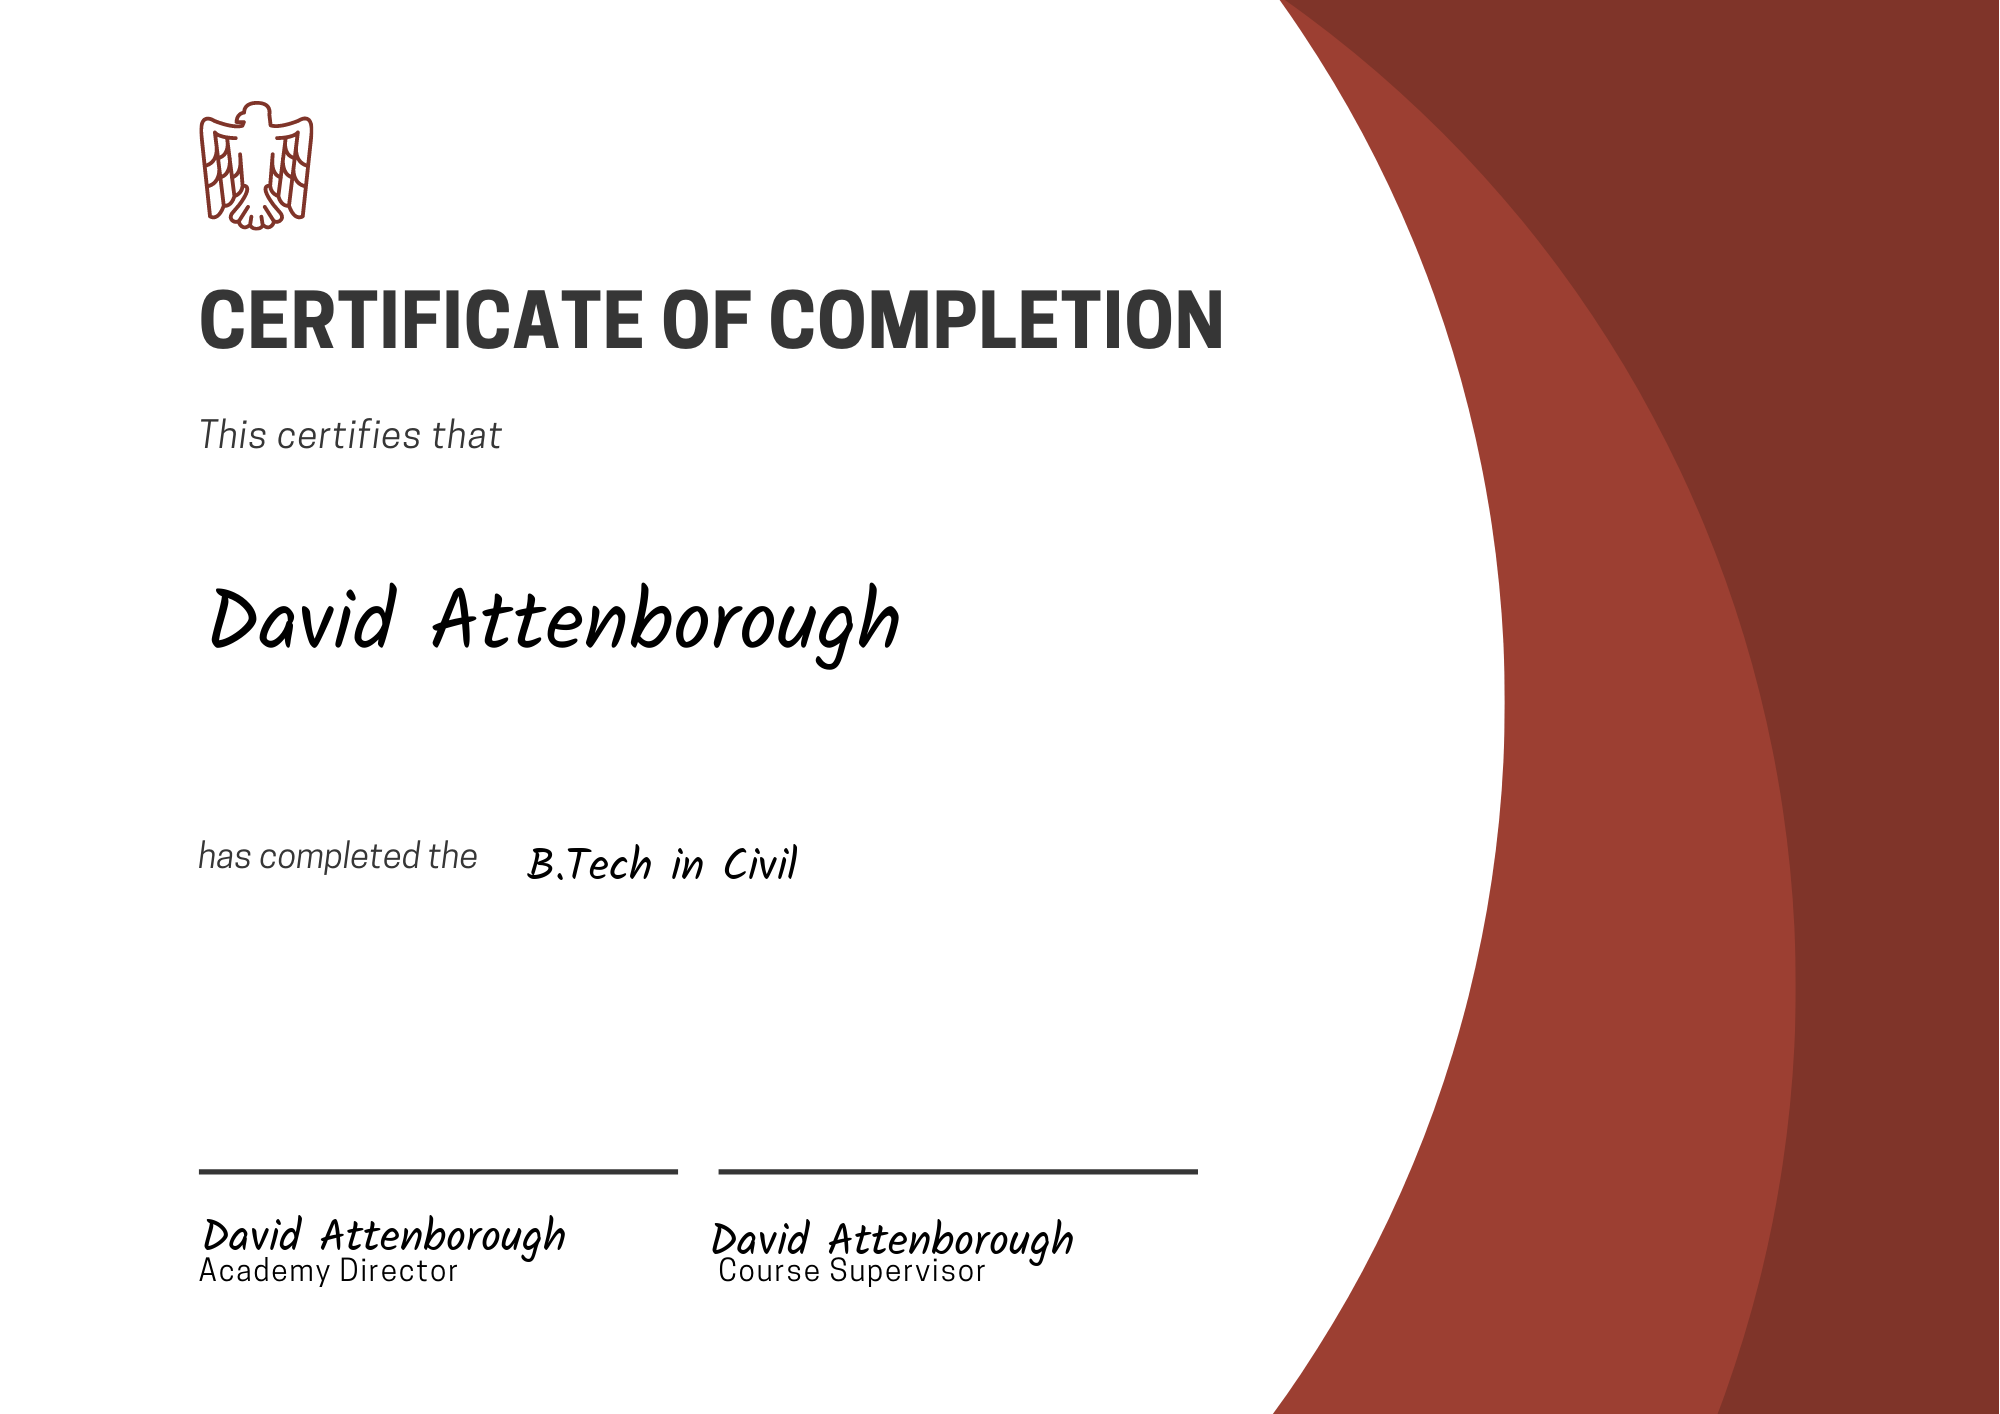 CERTIFICATE OF COMPLETION
This certifies that
David Attenborough
has completed the B.Tech in Civil
David Attenborough
Academy Director
David Attenborough
Course Supervisor